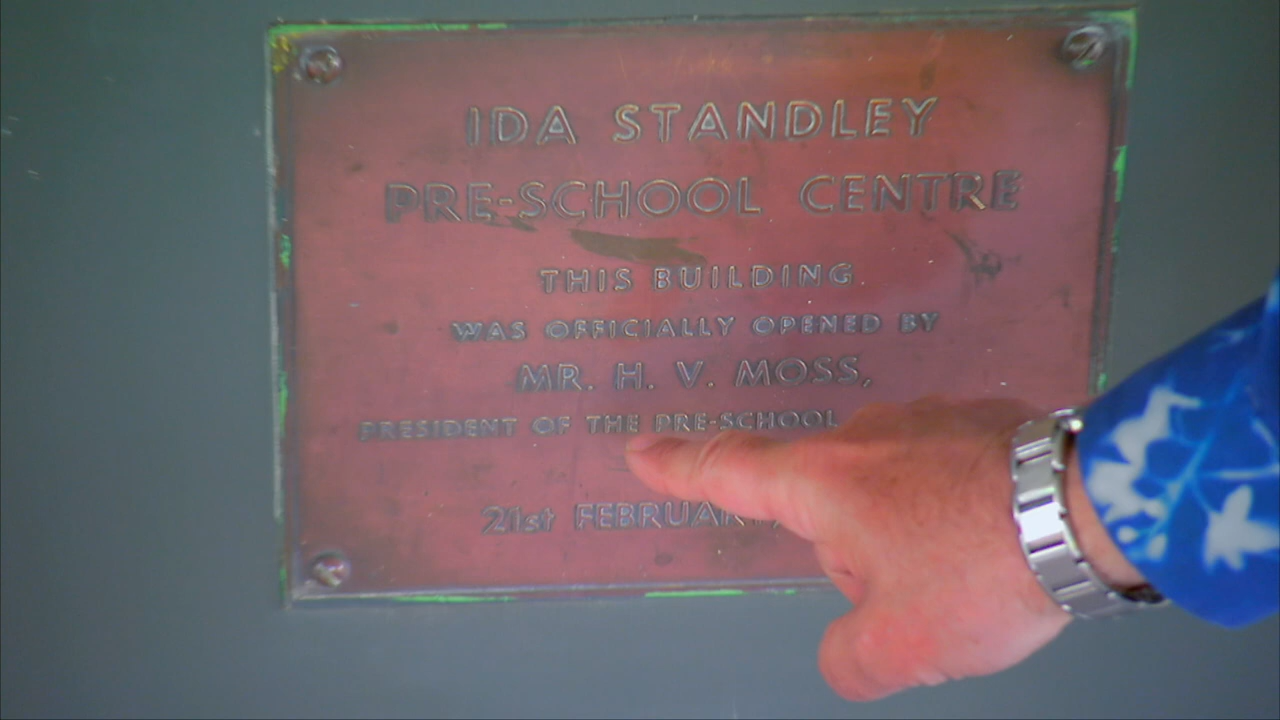 IDA STANDLEY
PRE-SCHOOL CENTRE
THIS BUILDING
WAS OFFICIALLY OPENED BY
MR. H. V. MOSS,
PRESIDENT OF THE PRE-SCHOOL
21st